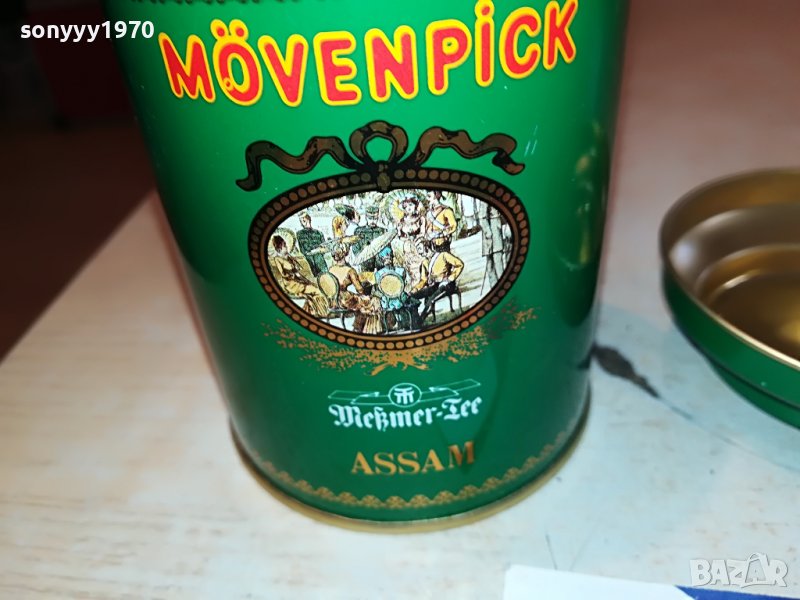 sonyyy1970
MÖVENPiCK
Meßmer-Tee
ASSAM
BAZAR